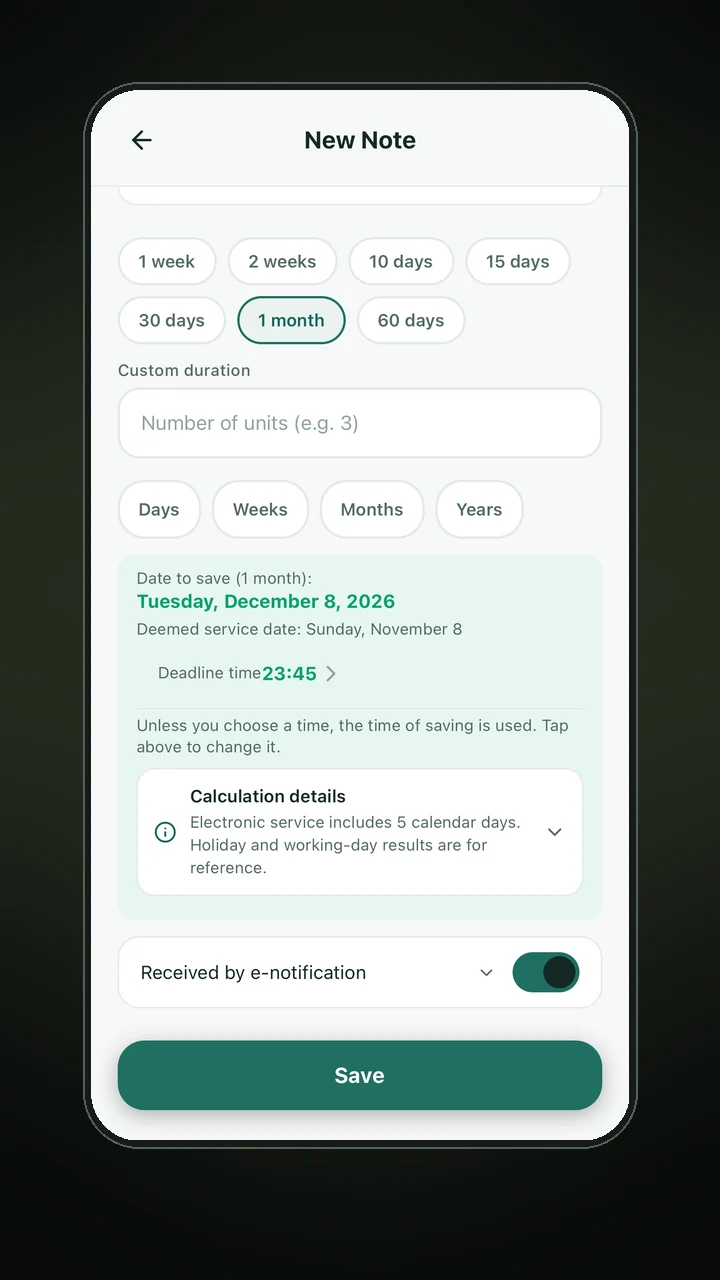 New Note
1 week
2 weeks
10 days
15 days
30 days
1 month
60 days
Custom duration
Number of units (e.g. 3)
Days
Weeks
Months
Years
Date to save (1 month):
Tuesday, December 8, 2026
Deemed service date: Sunday, November 8
Deadline time 23:45
Unless you choose a time, the time of saving is used. Tap
above to change it.
Calculation details
Electronic service includes 5 calendar days.
Holiday and working-day results are for
reference.
Received by e-notification
Save